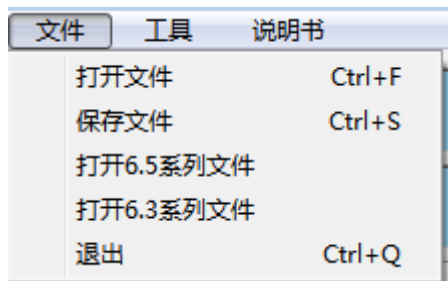 文件 工具 说明书
打开文件 Ctrl+F
保存文件 Ctrl+S
打开6.5系列文件
打开6.3系列文件
退出 Ctrl+Q